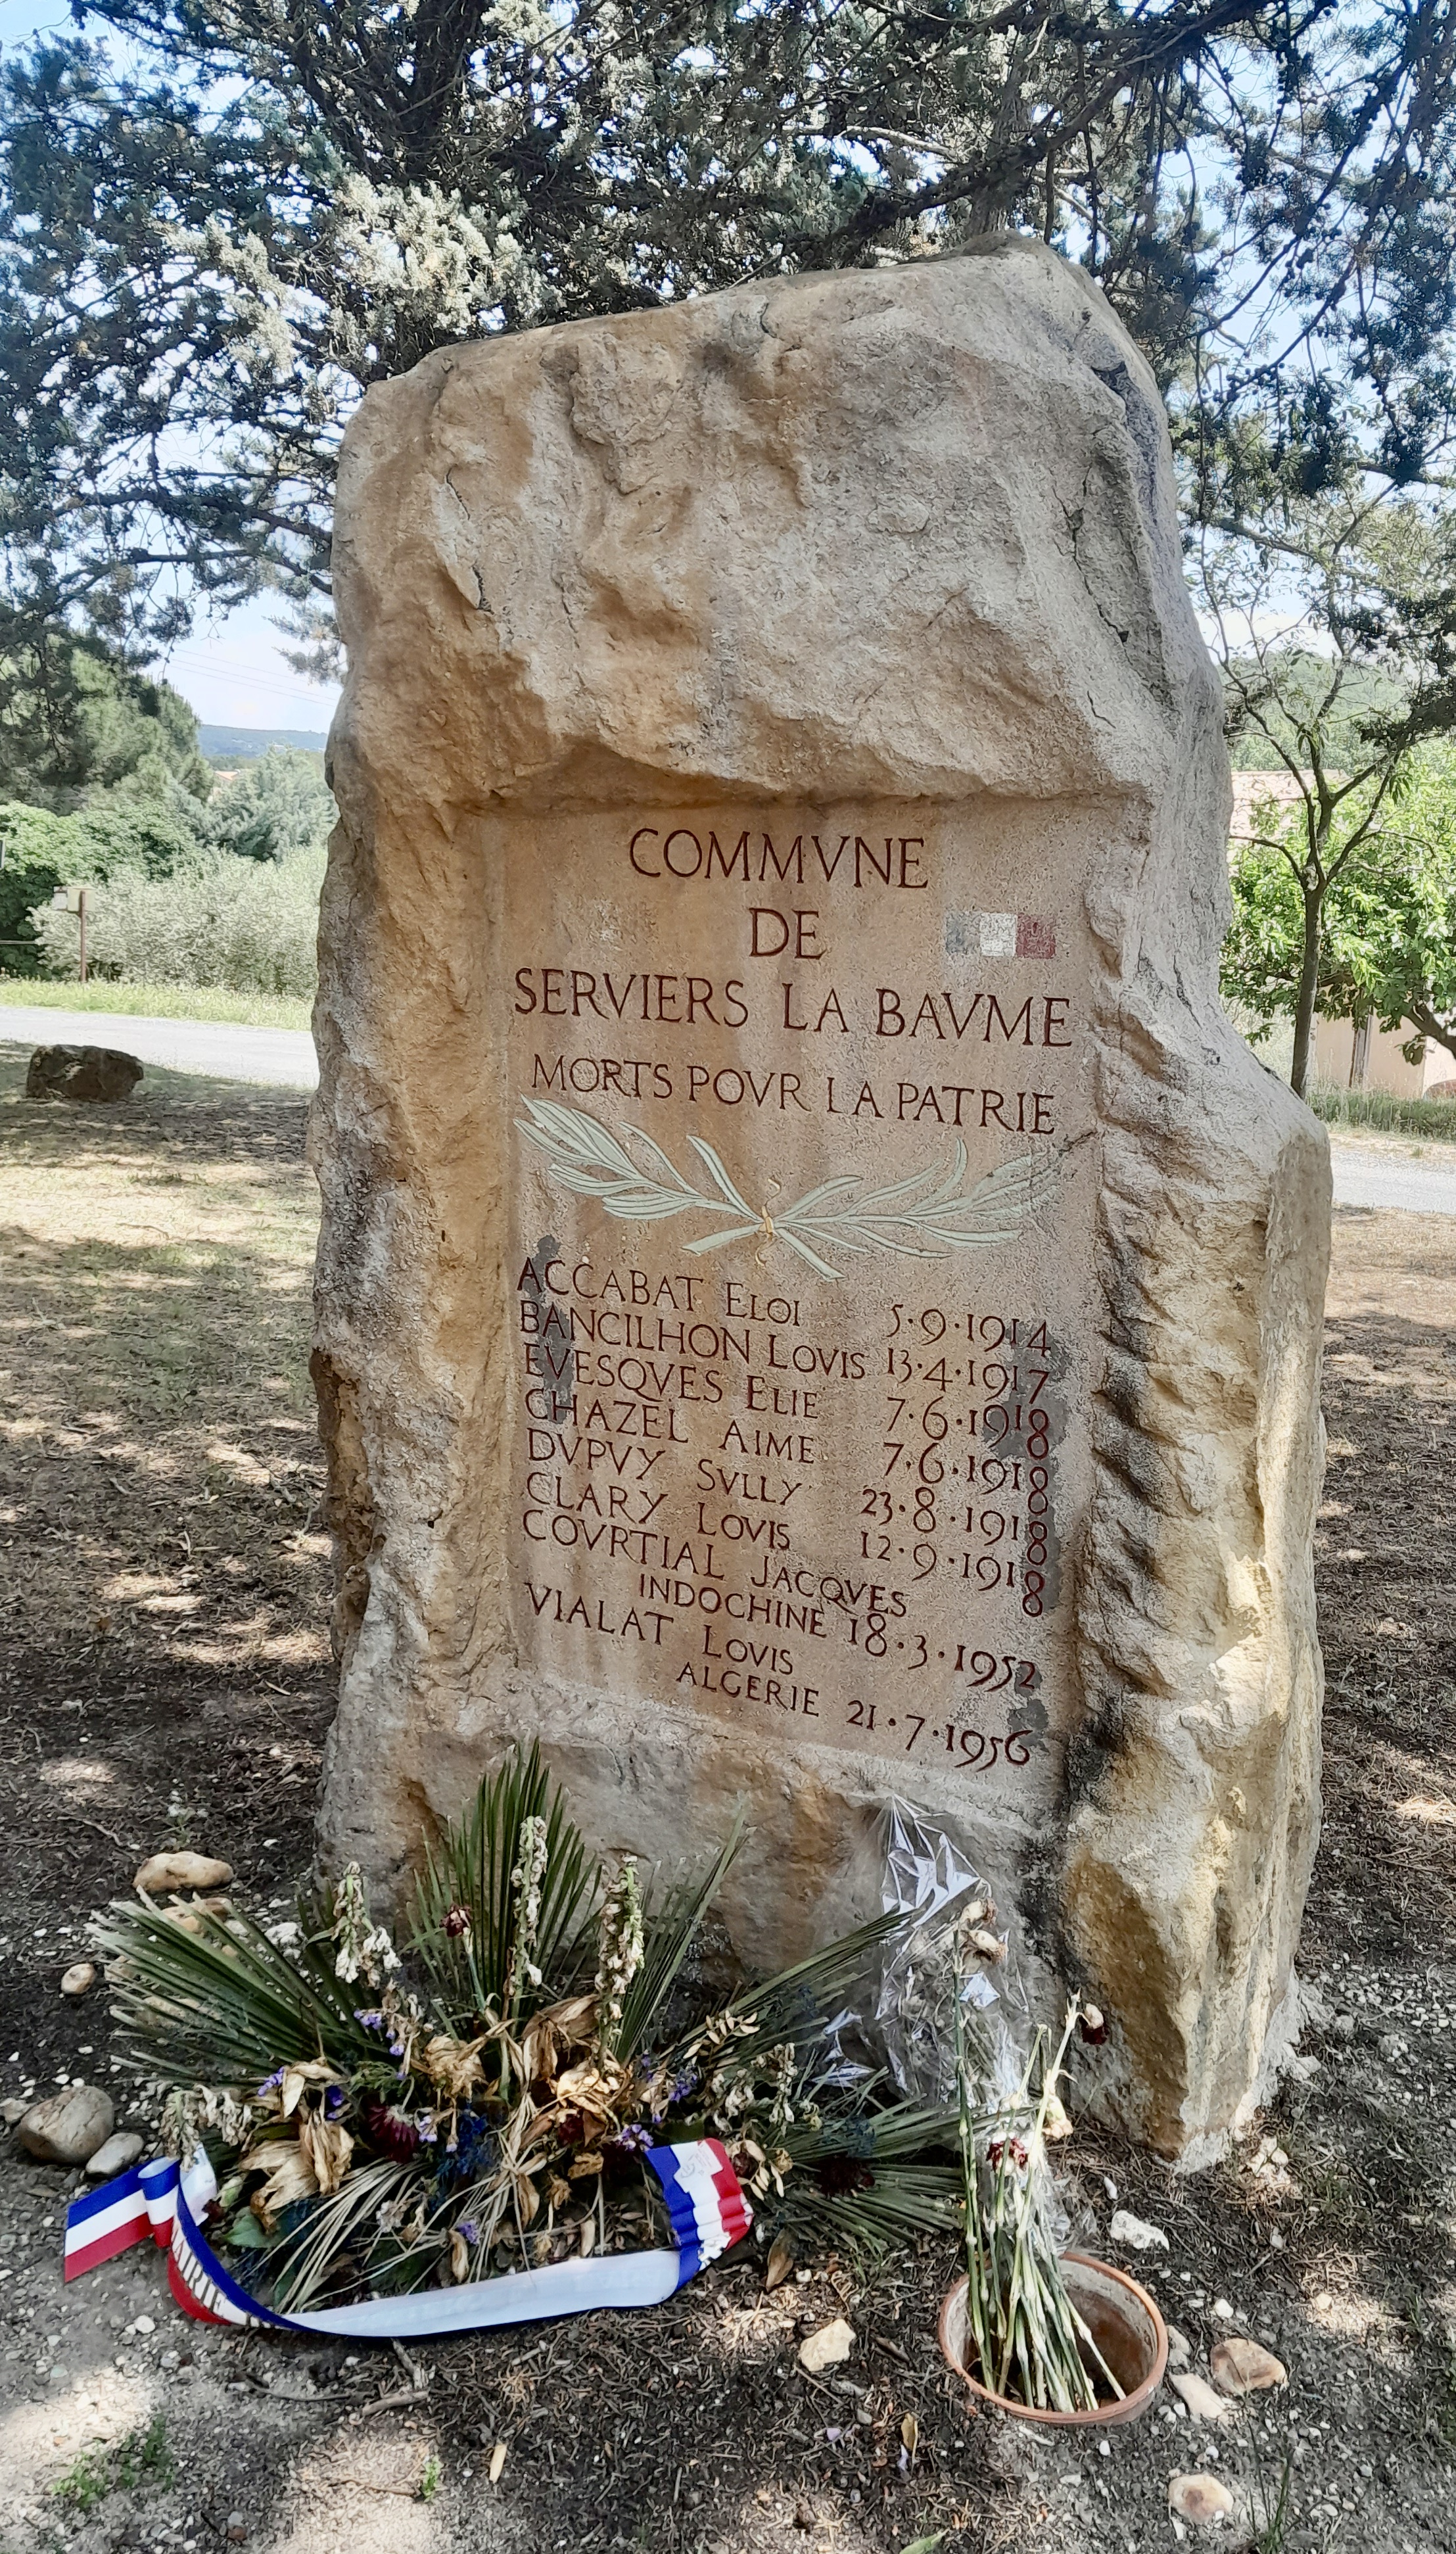 COMMVNE
DE
SERVIERS LA BAVME
MORTS POVR LA PATRIE
ACCABAT ELOI 5·9·1914
BANCILHON LOVIS 13·4·1917
EVESQVES ELIE 7·6·1918
CHAZEL AIME 7·6·1918
DVPVY SVLLY 23·8·1918
CLARY LOVIS 12·9·1918
COVRTIAL JACQVES
INDOCHINE 18·3·1952
VIALAT LOVIS
ALGERIE 21·7·1956